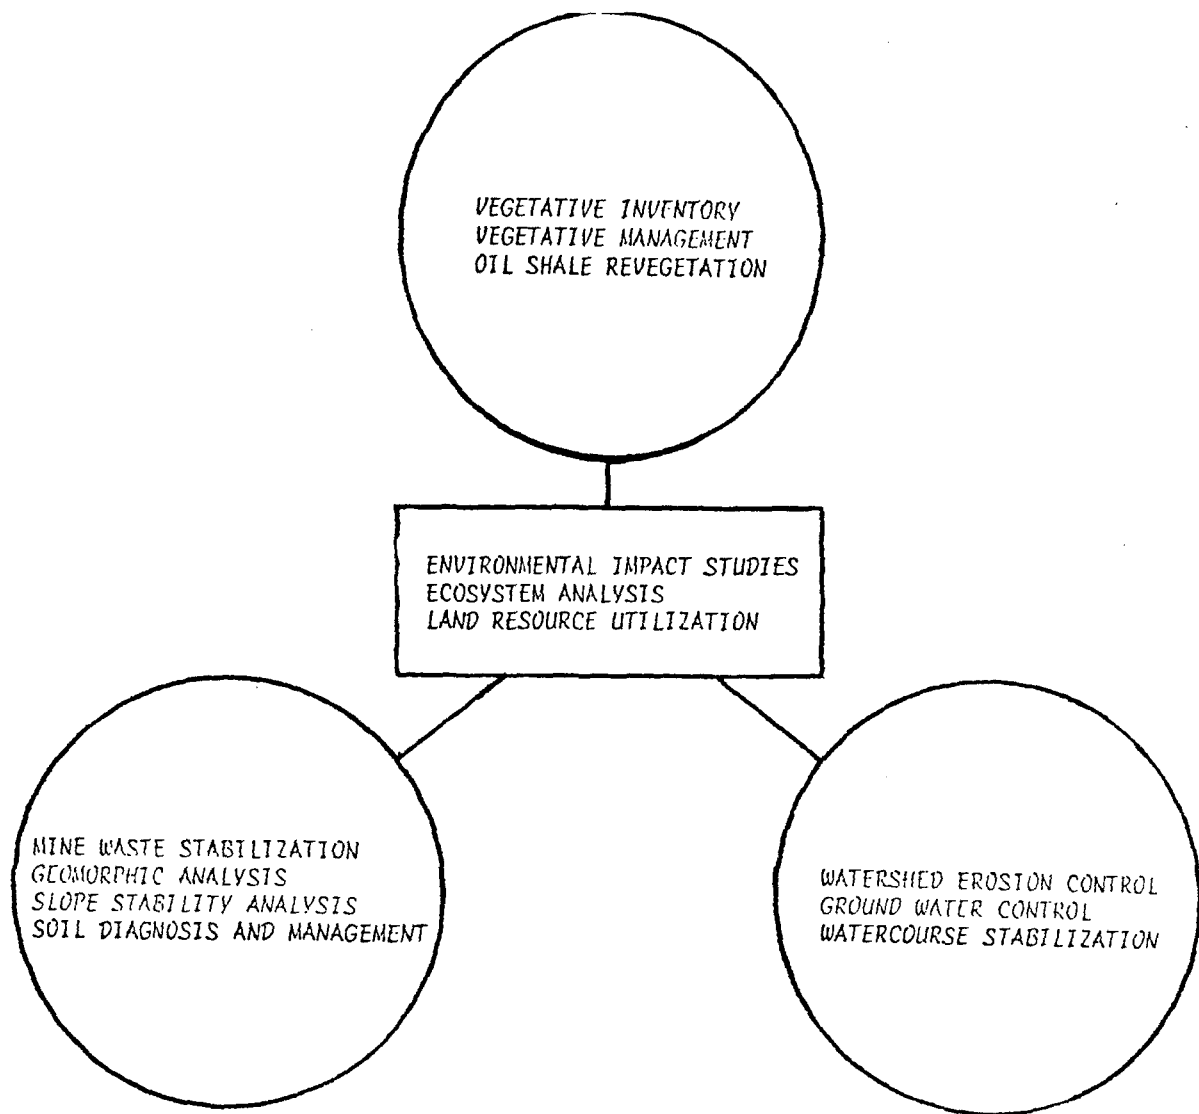 VEGETATIVE INVENTORY
VEGETATIVE MANAGEMENT
OIL SHALE REVEGETATION
ENVIRONMENTAL IMPACT STUDIES
ECOSYSTEM ANALYSIS
LAND RESOURCE UTILIZATION
MINE WASTE STABILIZATION
GEOMORPHIC ANALYSIS
SLOPE STABILITY ANALYSIS
SOIL DIAGNOSIS AND MANAGEMENT
WATERSHED EROSION CONTROL
GROUND WATER CONTROL
WATERCOURSE STABILIZATION